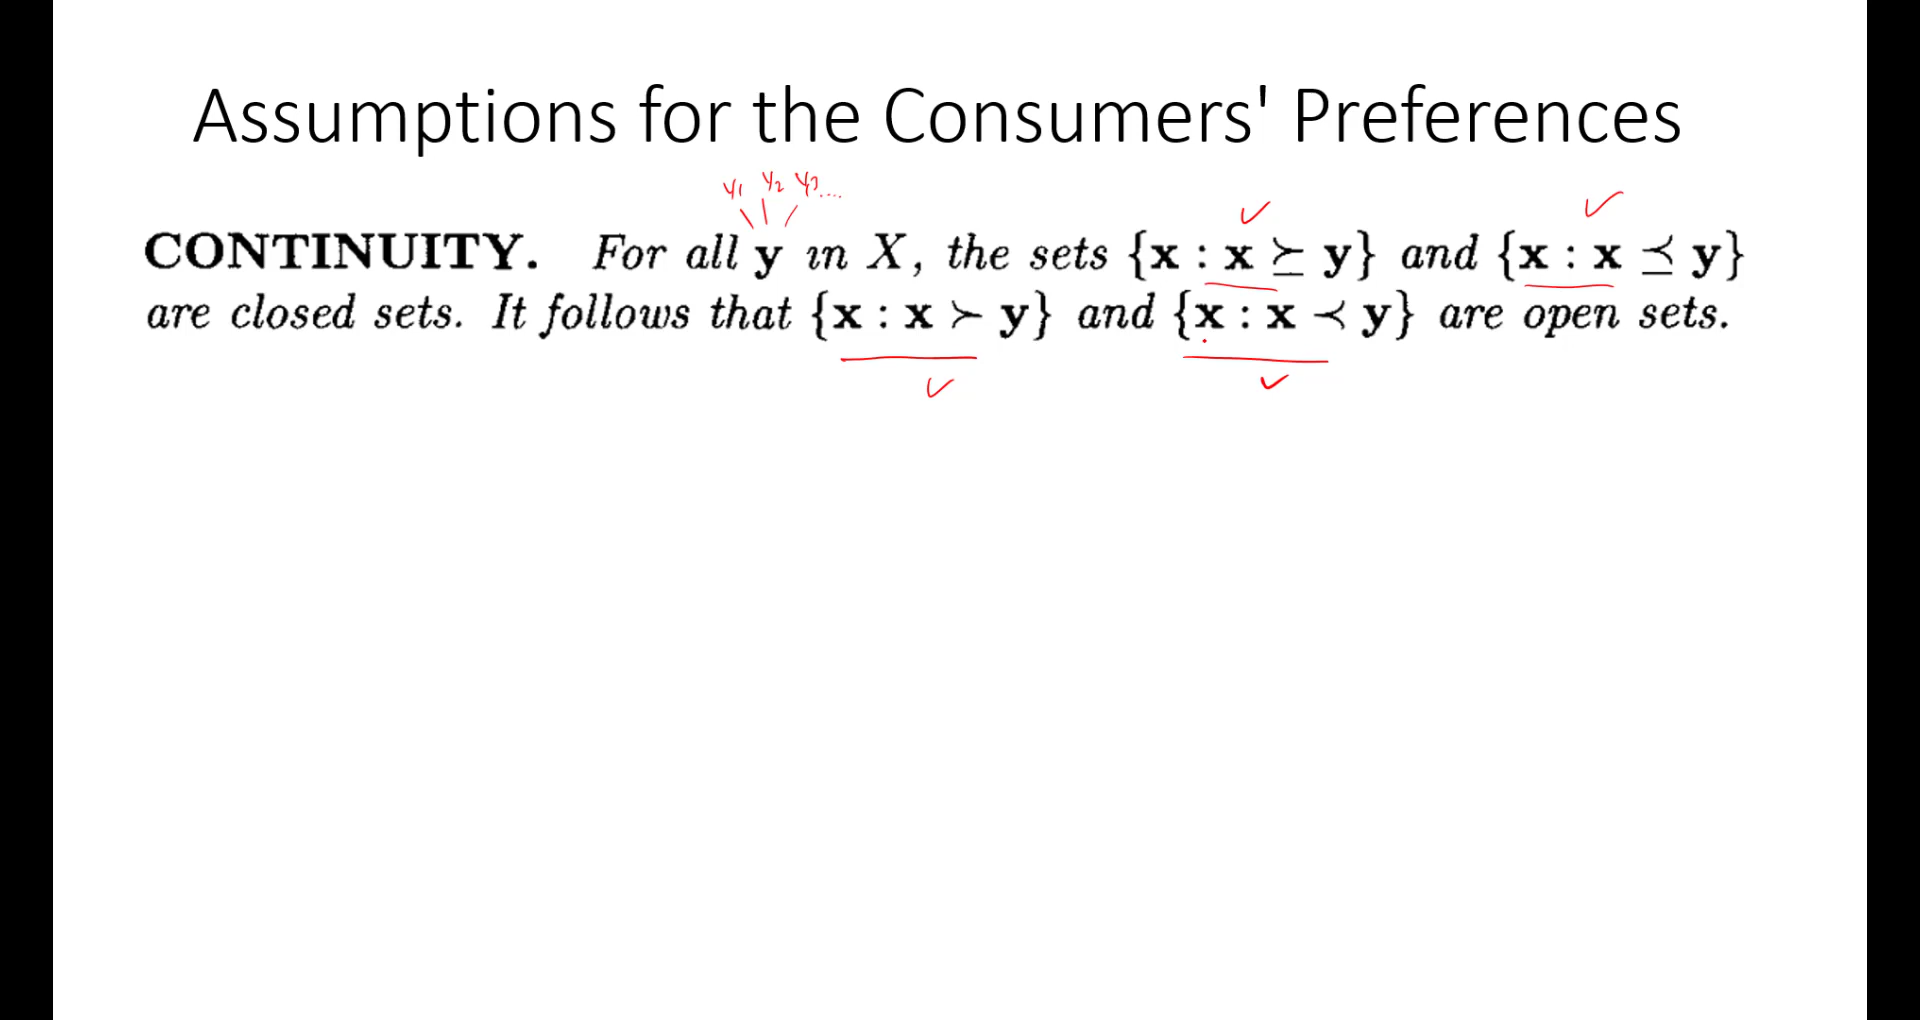 Assumptions for the Consumers' Preferences
y1 y2 y3....
CONTINUITY. For all y in X, the sets {x : x ⪰ y} and {x : x ⪯ y}
are closed sets. It follows that {x : x ≻ y} and {x : x ≺ y} are open sets.